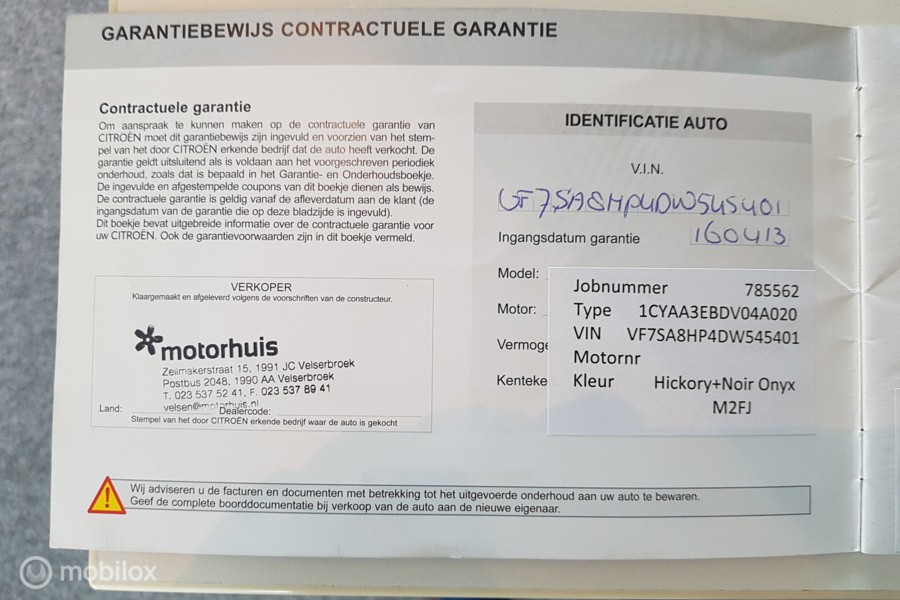 GARANTIEBEWIJS CONTRACTUELE GARANTIE
Contractuele garantie
Om aanspraak te kunnen maken op de contractuele garantie van
CITROËN moet dit garantiebewijs zijn ingevuld en voorzien van het stem-
pel van het door CITROËN erkende bedrijf dat de auto heeft verkocht. De
garantie geldt uitsluitend als is voldaan aan het voorgeschreven periodiek
onderhoud, zoals dat is bepaald in het Garantie- en Onderhoudsboekje.
De ingevulde en afgestempelde coupons van dit boekje dienen als bewijs.
De contractuele garantie is geldig vanaf de afleverdatum aan de klant (de
ingangsdatum van de garantie die op deze bladzijde is ingevuld).
Dit boekje bevat uitgebreide informatie over de contractuele garantie voor
uw CITROËN. Ook de garantievoorwaarden zijn in dit boekje vermeld.
VERKOPER
Klaargemaakt en afgeleverd volgens de voorschriften van de constructeur.
motorhuis
Zeilmakerstraat 15, 1991 JC Velserbroek
Postbus 2048, 1990 AA Velserbroek
T. 023 537 52 41, F. 023 537 89 41
velsen@motorhuis.nl
Land: Dealercode:
Stempel van het door CITROËN erkende bedrijf waar de auto is gekocht
IDENTIFICATIE AUTO
V.I.N.
VF7SA8HP4DW545401
Ingangsdatum garantie 160413
Model:
Motor:
Vermoge
Kenteke
Jobnummer 785562
Type 1CYAA3EBDV04A020
VIN VF7SA8HP4DW545401
Motornr
Kleur Hickory+Noir Onyx
M2FJ
Wij adviseren u de facturen en documenten met betrekking tot het uitgevoerde onderhoud aan uw auto te bewaren.
Geef de complete boorddocumentatie bij verkoop van de auto aan de nieuwe eigenaar.
mobilox